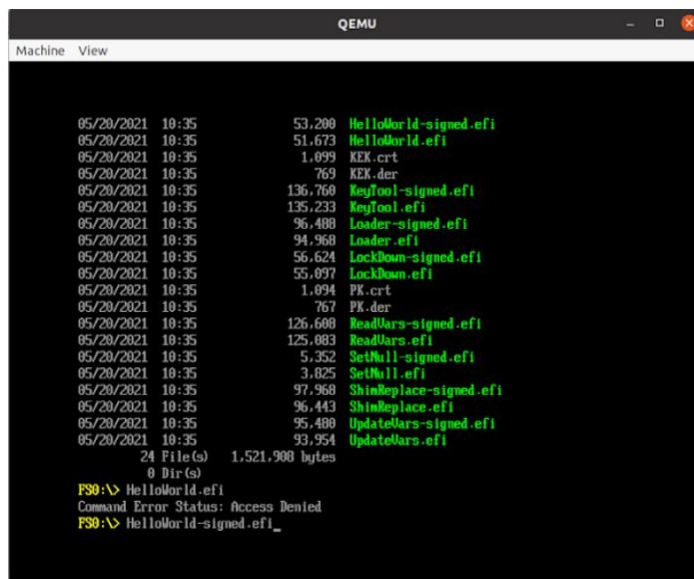 QEMU
Machine View
05/20/2021 10:35 53,200 HelloWorld-signed.efi
05/20/2021 10:35 51,673 HelloWorld.efi
05/20/2021 10:35 1,099 KEK.crt
05/20/2021 10:35 769 KEK.der
05/20/2021 10:35 136,760 KeyTool-signed.efi
05/20/2021 10:35 135,233 KeyTool.efi
05/20/2021 10:35 96,488 Loader-signed.efi
05/20/2021 10:35 94,960 Loader.efi
05/20/2021 10:35 56,624 LockDown-signed.efi
05/20/2021 10:35 55,097 LockDown.efi
05/20/2021 10:35 1,094 PK.crt
05/20/2021 10:35 767 PK.der
05/20/2021 10:35 126,608 ReadVars-signed.efi
05/20/2021 10:35 125,083 ReadVars.efi
05/20/2021 10:35 5,352 SetNull-signed.efi
05/20/2021 10:35 3,825 SetNull.efi
05/20/2021 10:35 97,968 ShimReplace-signed.efi
05/20/2021 10:35 96,443 ShimReplace.efi
05/20/2021 10:35 95,480 UpdateVars-signed.efi
05/20/2021 10:35 93,954 UpdateVars.efi
24 File(s) 1,521,908 bytes
0 Dir(s)
FS0:\> HelloWorld.efi
Command Error Status: Access Denied
FS0:\> HelloWorld-signed.efi_